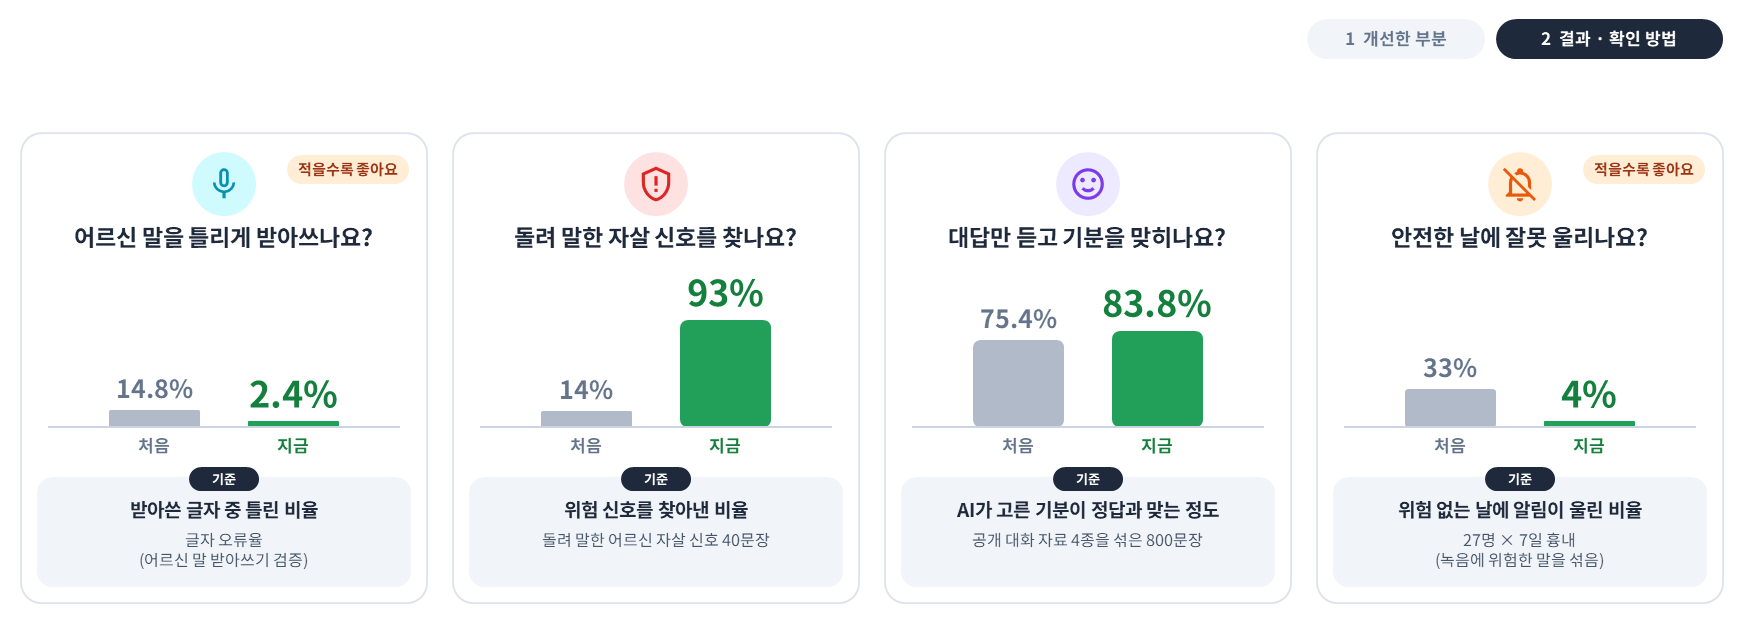 1 개선한 부분
2 결과 · 확인 방법
적을수록 좋아요
어르신 말을 틀리게 받아쓰나요?
14.8%
2.4%
처음
지금
기준
받아쓴 글자 중 틀린 비율
글자 오류율
(어르신 말 받아쓰기 검증)
돌려 말한 자살 신호를 찾나요?
14%
93%
처음
지금
기준
위험 신호를 찾아낸 비율
돌려 말한 어르신 자살 신호 40문장
대답만 듣고 기분을 맞히나요?
75.4%
83.8%
처음
지금
기준
AI가 고른 기분이 정답과 맞는 정도
공개 대화 자료 4종을 섞은 800문장
적을수록 좋아요
안전한 날에 잘못 울리나요?
33%
4%
처음
지금
기준
위험 없는 날에 알림이 울린 비율
27명 × 7일 흉내
(녹음에 위험한 말을 섞음)